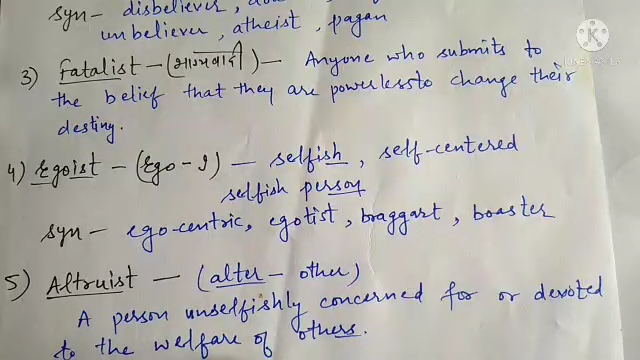 syn- disbeliever,
unbeliever, atheist, pagan
3) Fatalist - (भाग्यवादी) - Anyone who submits to
the belief that they are powerless to change their
destiny.
4) Egoist - (Ego - I) - selfish, self-centered
selfish person
syn - ego-centric, egotist, braggart, boaster
5) Altruist - (alter - other)
A person unselfishly concerned for or devoted
to the welfare of others.
K
KINEMASTER